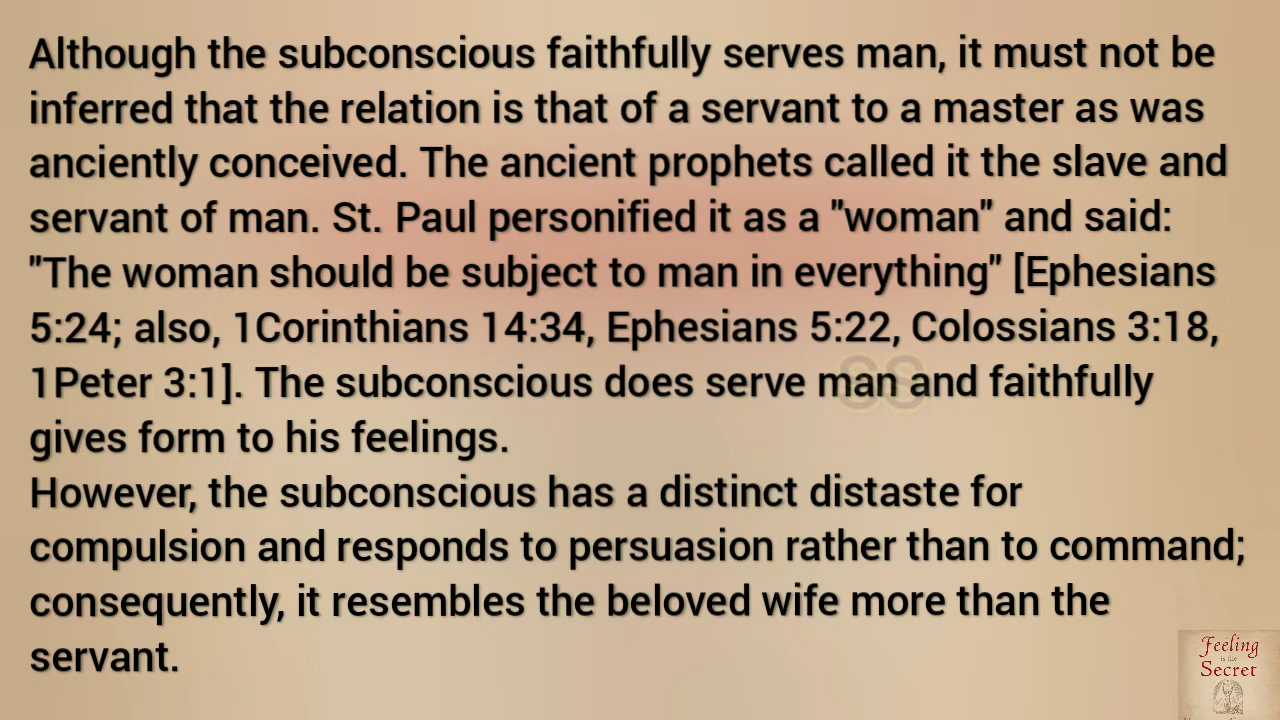 Although the subconscious faithfully serves man, it must not be
inferred that the relation is that of a servant to a master as was
anciently conceived. The ancient prophets called it the slave and
servant of man. St. Paul personified it as a "woman" and said:
"The woman should be subject to man in everything" [Ephesians
5:24; also, 1Corinthians 14:34, Ephesians 5:22, Colossians 3:18,
1Peter 3:1]. The subconscious does serve man and faithfully
gives form to his feelings.
However, the subconscious has a distinct distaste for
compulsion and responds to persuasion rather than to command;
consequently, it resembles the beloved wife more than the
servant.
SS
Feeling
is the
Secret